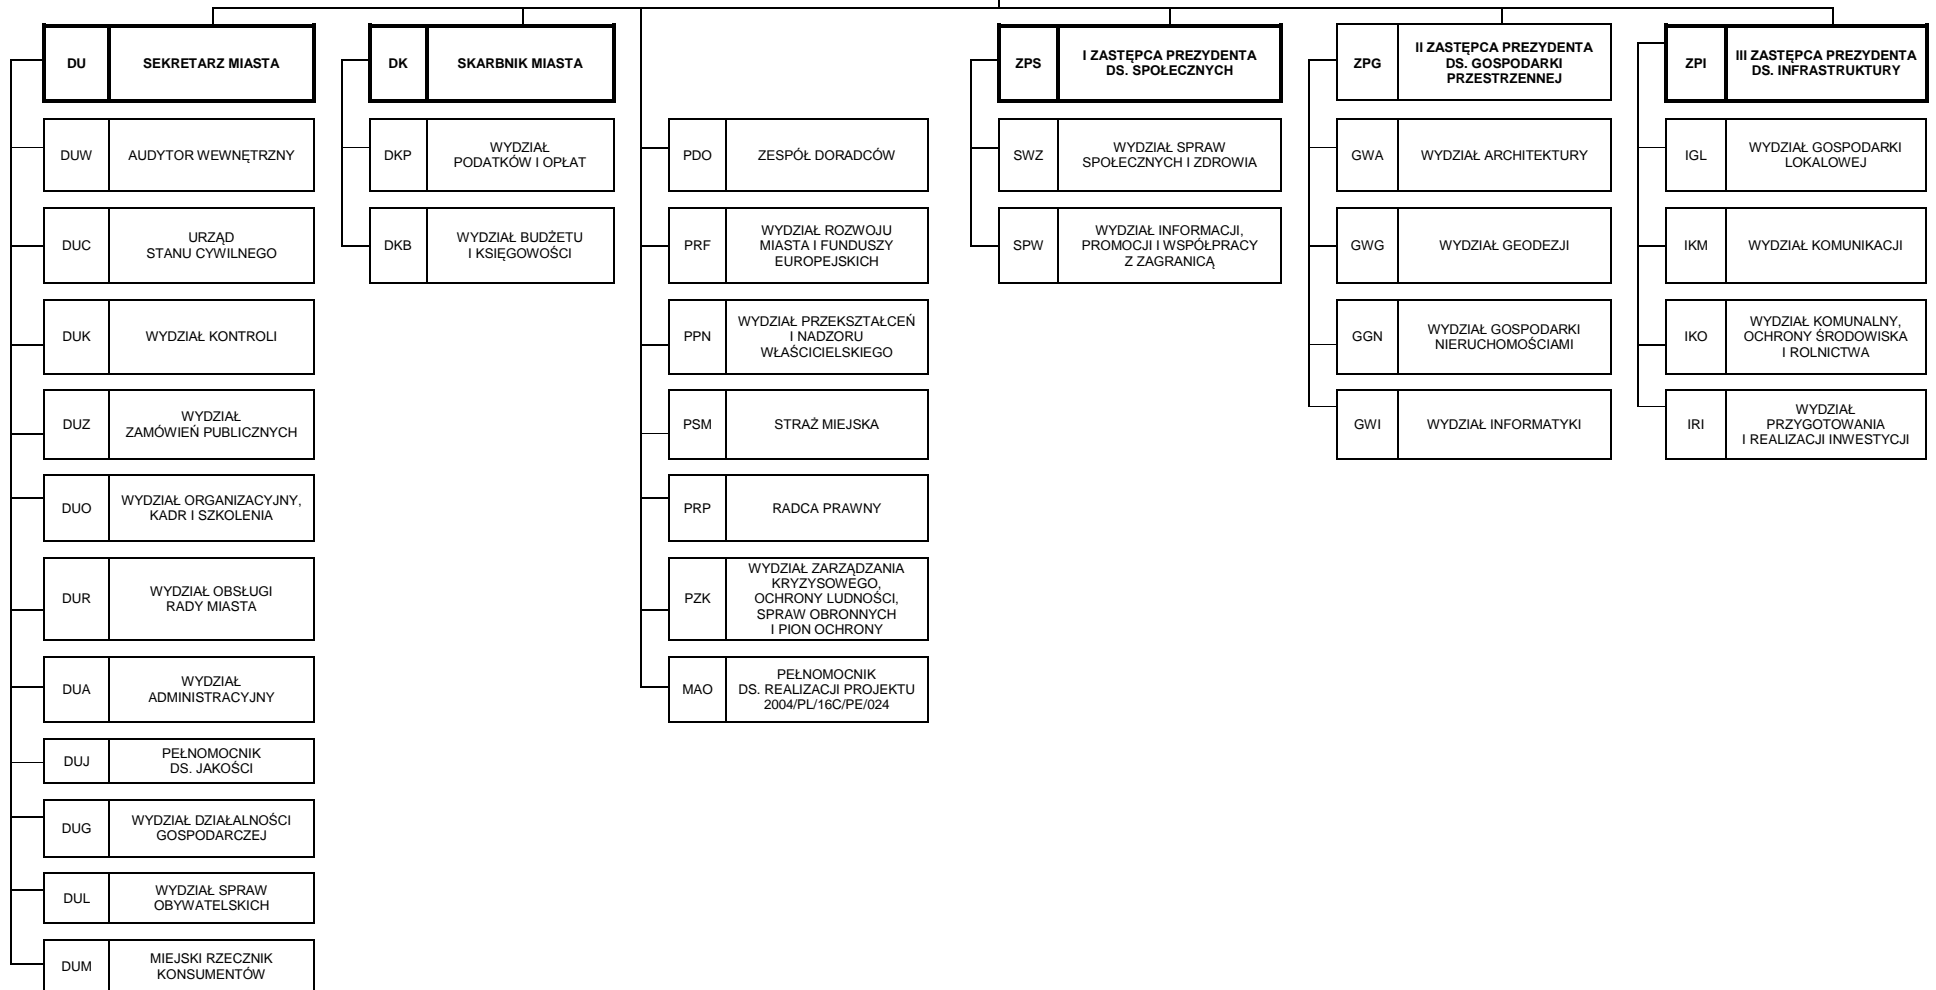 DU
SEKRETARZ MIASTA
DUW
AUDYTOR WEWNĘTRZNY
DUC
URZĄD
STANU CYWILNEGO
DUK
WYDZIAŁ KONTROLI
DUZ
WYDZIAŁ
ZAMÓWIEŃ PUBLICZNYCH
DUO
WYDZIAŁ ORGANIZACYJNY,
KADR I SZKOLENIA
DUR
WYDZIAŁ OBSŁUGI
RADY MIASTA
DUA
WYDZIAŁ
ADMINISTRACYJNY
DUJ
PEŁNOMOCNIK
DS. JAKOŚCI
DUG
WYDZIAŁ DZIAŁALNOŚCI
GOSPODARCZEJ
DUL
WYDZIAŁ SPRAW
OBYWATELSKICH
DUM
MIEJSKI RZECZNIK
KONSUMENTÓW
DK
SKARBNIK MIASTA
DKP
WYDZIAŁ
PODATKÓW I OPŁAT
DKB
WYDZIAŁ BUDŻETU
I KSIĘGOWOŚCI
PDO
ZESPÓŁ DORADCÓW
PRF
WYDZIAŁ ROZWOJU
MIASTA I FUNDUSZY
EUROPEJSKICH
PPN
WYDZIAŁ PRZEKSZTAŁCEŃ
I NADZORU
WŁAŚCICIELSKIEGO
PSM
STRAŻ MIEJSKA
PRP
RADCA PRAWNY
PZK
WYDZIAŁ ZARZĄDZANIA
KRYZYSOWEGO,
OCHRONY LUDNOŚCI,
SPRAW OBRONNYCH
I PION OCHRONY
MAO
PEŁNOMOCNIK
DS. REALIZACJI PROJEKTU
2004/PL/16C/PE/024
ZPS
I ZASTĘPCA PREZYDENTA
DS. SPOŁECZNYCH
SWZ
WYDZIAŁ SPRAW
SPOŁECZNYCH I ZDROWIA
SPW
WYDZIAŁ INFORMACJI,
PROMOCJI I WSPÓŁPRACY
Z ZAGRANICĄ
ZPG
II ZASTĘPCA PREZYDENTA
DS. GOSPODARKI
PRZESTRZENNEJ
GWA
WYDZIAŁ ARCHITEKTURY
GWG
WYDZIAŁ GEODEZJI
GGN
WYDZIAŁ GOSPODARKI
NIERUCHOMOŚCIAMI
GWI
WYDZIAŁ INFORMATYKI
ZPI
III ZASTĘPCA PREZYDENTA
DS. INFRASTRUKTURY
IGL
WYDZIAŁ GOSPODARKI
LOKALOWEJ
IKM
WYDZIAŁ KOMUNIKACJI
IKO
WYDZIAŁ KOMUNALNY,
OCHRONY ŚRODOWISKA
I ROLNICTWA
IRI
WYDZIAŁ
PRZYGOTOWANIA
I REALIZACJI INWESTYCJI